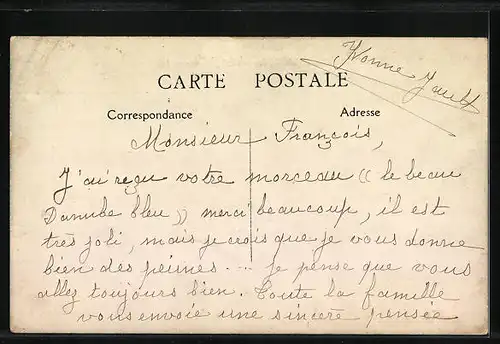 Yvonne Jault
CARTE POSTALE
Correspondance
Adresse
Monsieur François,
J'ai reçu votre morceau (( le beau
Danube bleu )) merci beaucoup, il est
très joli, mais je crois que je vous donne
bien des peines ... je pense que vous
allez toujours bien. Toute la famille
vous envoie une sincère pensée